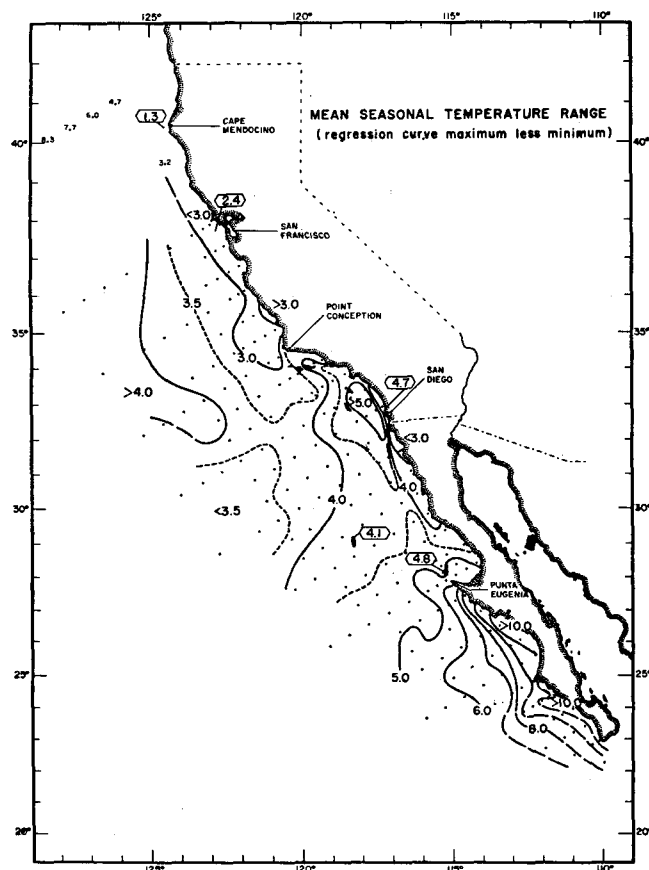 125° 120° 115° 110°
MEAN SEASONAL TEMPERATURE RANGE
(regression curve maximum less minimum)
4.7
6.0
7.7
8.3
1.3
CAPE
MENDOCINO
40° 40°
3.2
2.4
<3.0
SAN
FRANCISCO
3.5
>3.0
POINT
CONCEPTION
35° 35°
3.0
>4.0
4.7
SAN
DIEGO
>5.0
<3.0
4.0
4.0
<3.5
30° 30°
4.1
4.8
PUNTA
EUGENIA
>10.0
5.0
6.0
>10.0
8.0
25° 25°
20° 20°
125° 120° 115° 110°